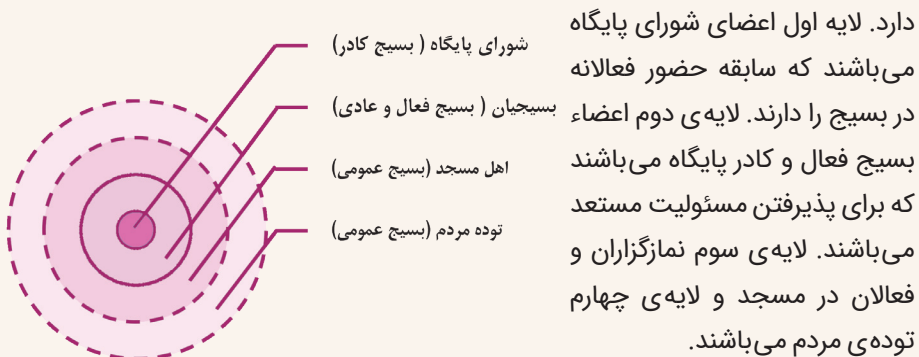 دارد. لایه اول اعضای شورای پایگاه
می‌باشند که سابقه حضور فعالانه
در بسیج را دارند. لایه‌ی دوم اعضاء
بسیج فعال و کادر پایگاه می‌باشند
که برای پذیرفتن مسئولیت مستعد
می‌باشند. لایه‌ی سوم نمازگزاران و
فعالان در مسجد و لایه‌ی چهارم
توده‌ی مردم می‌باشند.
شورای پایگاه ( بسیج کادر)
بسیجیان ( بسیج فعال و عادی)
اهل مسجد (بسیج عمومی)
توده مردم (بسیج عمومی)